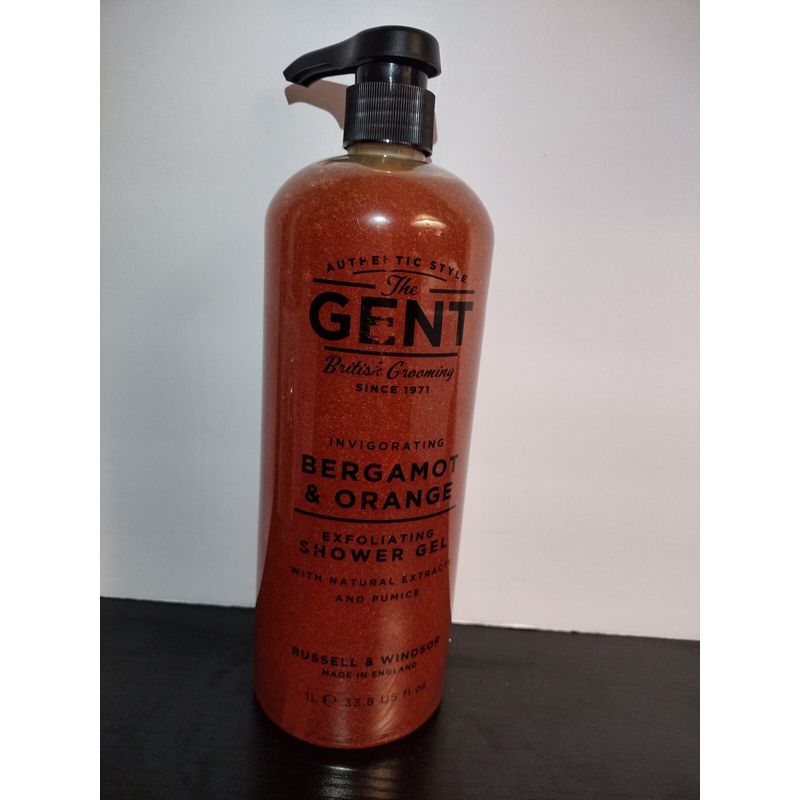 AUTHENTIC STYLE
The
GENT
British Grooming
SINCE 1971
INVIGORATING
BERGAMOT
& ORANGE
EXFOLIATING
SHOWER GEL
WITH NATURAL EXTRACTS
AND PUMICE
RUSSELL & WINDSOR
MADE IN ENGLAND
1L ℮ 33.8 US fl oz